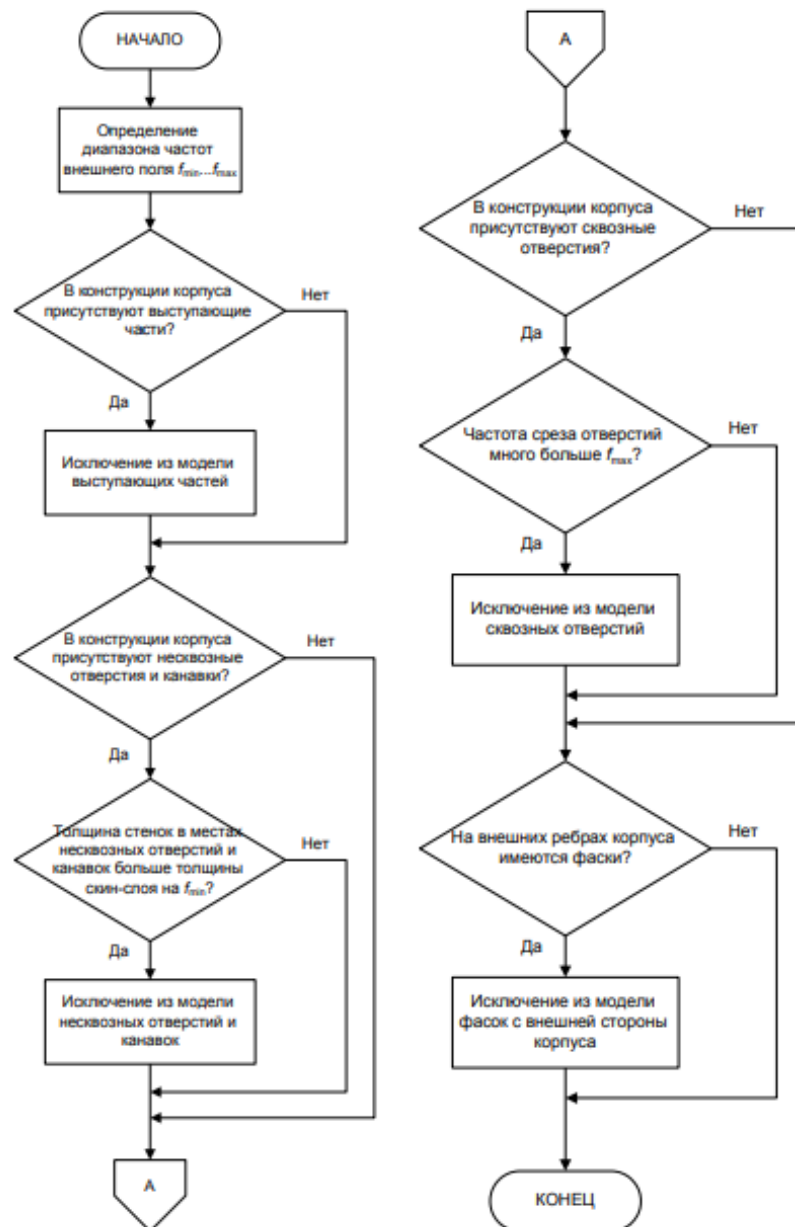 НАЧАЛО
Определение
диапазона частот
внешнего поля fmin...fmax
В конструкции корпуса
присутствуют выступающие
части?
Нет
Да
Исключение из модели
выступающих частей
В конструкции корпуса
присутствуют несквозные
отверстия и канавки?
Нет
Да
Толщина стенок в местах
несквозных отверстий и
канавок больше толщины
скин-слоя на fmin?
Нет
Да
Исключение из модели
несквозных отверстий и
канавок
А
А
В конструкции корпуса
присутствуют сквозные
отверстия?
Нет
Да
Частота среза отверстий
много больше fmax?
Нет
Да
Исключение из модели
сквозных отверстий
На внешних ребрах корпуса
имеются фаски?
Нет
Да
Исключение из модели
фасок с внешней стороны
корпуса
КОНЕЦ